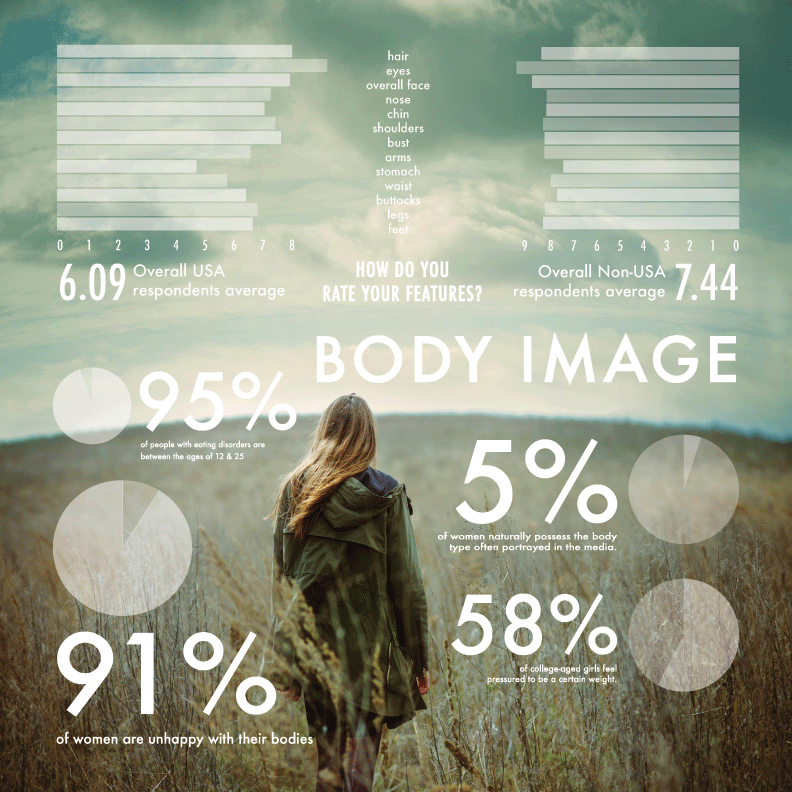 hair
eyes
overall face
nose
chin
shoulders
bust
arms
stomach
waist
buttocks
legs
feet
0 1 2 3 4 5 6 7 8
9 8 7 6 5 4 3 2 1 0
6.09 Overall USA
respondents average
HOW DO YOU
RATE YOUR FEATURES?
Overall Non-USA
respondents average 7.44
BODY IMAGE
95%
of people with eating disorders are
between the ages of 12 & 25
5%
of women naturally possess the body
type often portrayed in the media.
58%
of college-aged girls feel
pressured to be a certain weight.
91%
of women are unhappy with their bodies